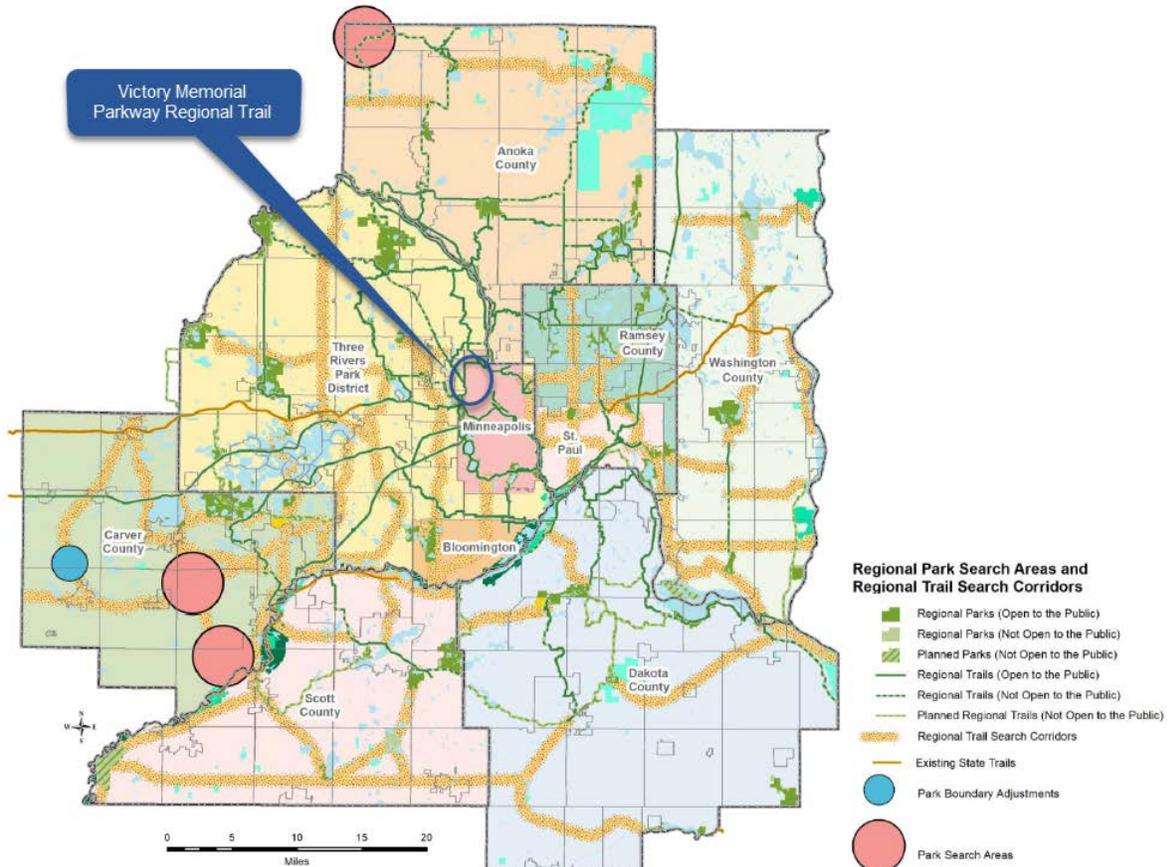 Victory Memorial
Parkway Regional Trail
Anoka
County
Ramsey
County
Three
Rivers
Park
District
Washington
County
Minneapolis
St.
Paul
Carver
County
Bloomington
Dakota
County
Scott
County
N
W E
S
0 5 10 15 20
Miles
Regional Park Search Areas and
Regional Trail Search Corridors
Regional Parks (Open to the Public)
Regional Parks (Not Open to the Public)
Planned Parks (Not Open to the Public)
Regional Trails (Open to the Public)
Regional Trails (Not Open to the Public)
Planned Regional Trails (Not Open to the Public)
Regional Trail Search Corridors
Existing State Trails
Park Boundary Adjustments
Park Search Areas